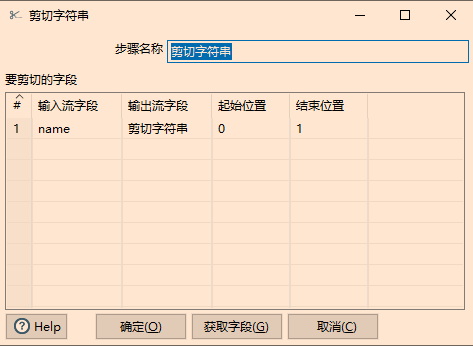 剪切字符串
步骤名称 剪切字符串
要剪切的字段
# 输入流字段 输出流字段 起始位置 结束位置
1 name 剪切字符串 0 1
Help 确定(O) 获取字段(G) 取消(C)